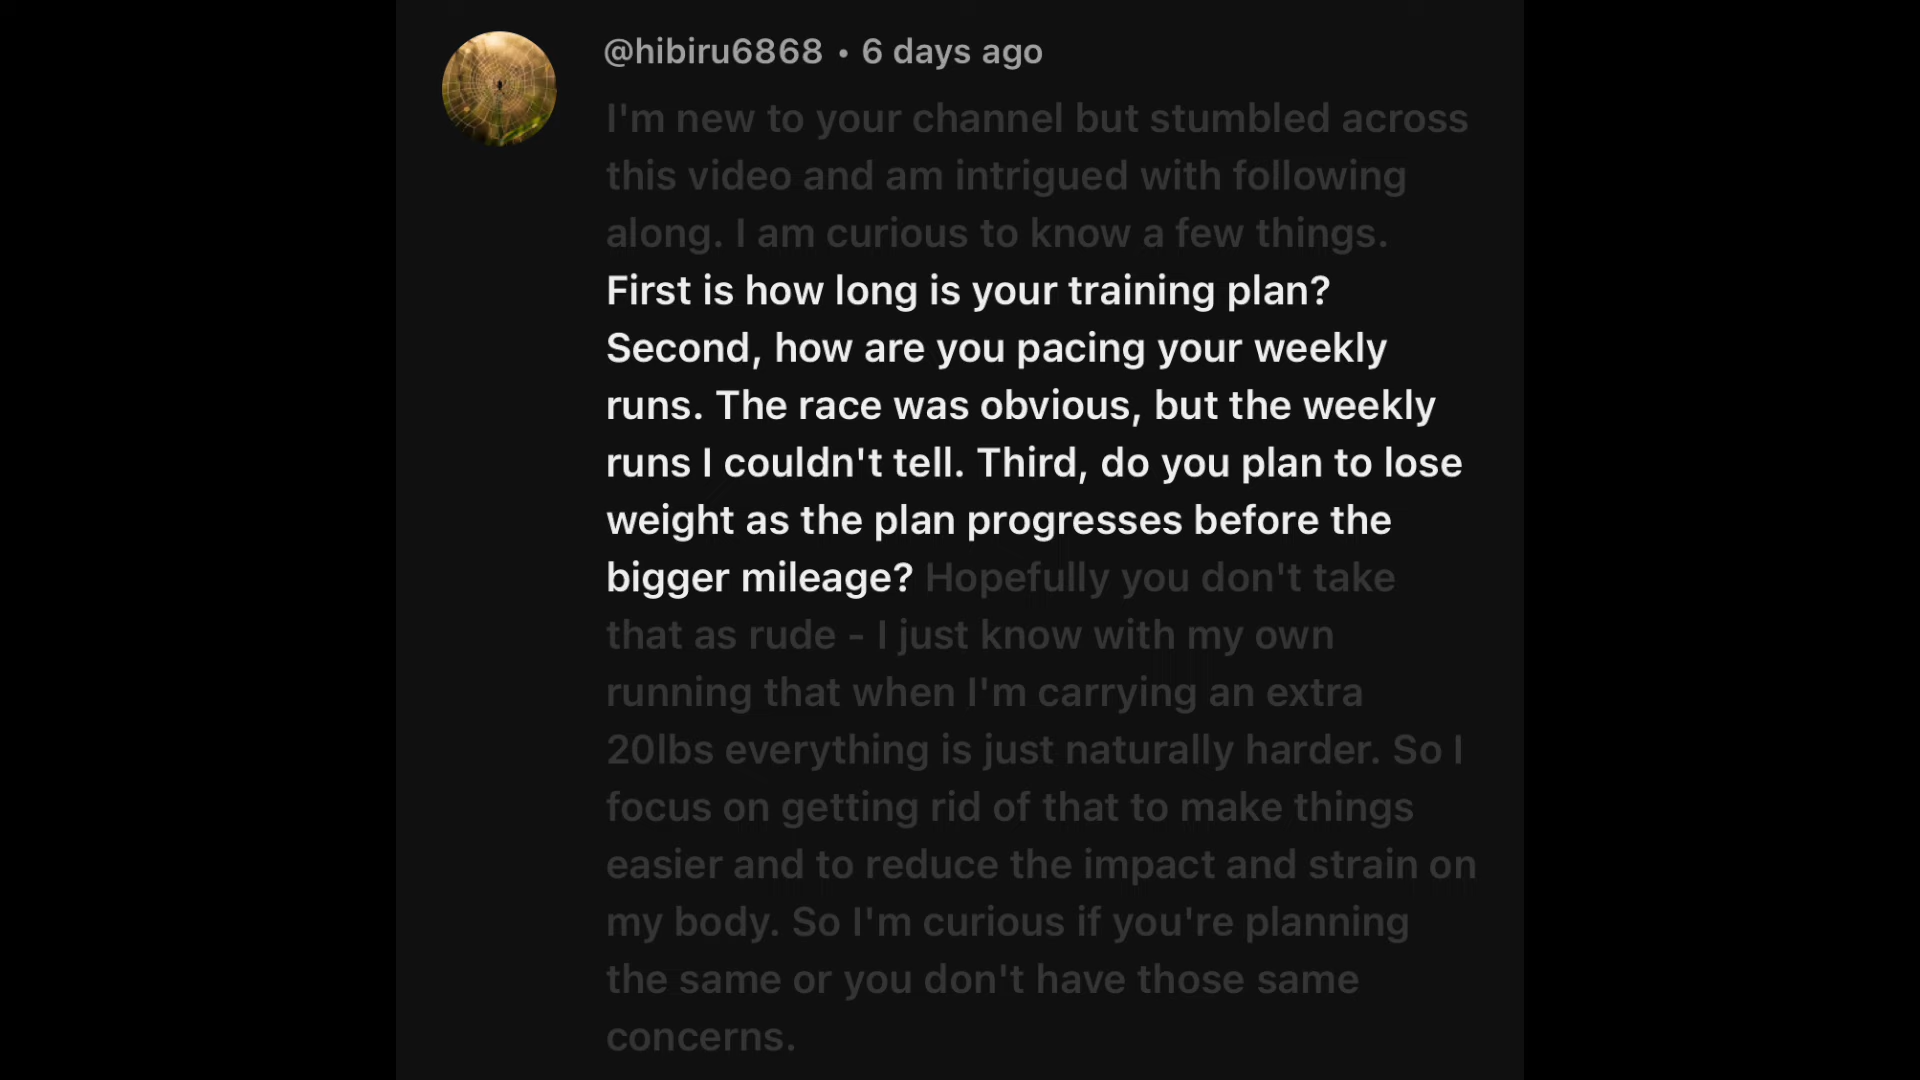 @hibiru6868 • 6 days ago
I'm new to your channel but stumbled across
this video and am intrigued with following
along. I am curious to know a few things.
First is how long is your training plan?
Second, how are you pacing your weekly
runs. The race was obvious, but the weekly
runs I couldn't tell. Third, do you plan to lose
weight as the plan progresses before the
bigger mileage? Hopefully you don't take
that as rude - I just know with my own
running that when I'm carrying an extra
20lbs everything is just naturally harder. So I
focus on getting rid of that to make things
easier and to reduce the impact and strain on
my body. So I'm curious if you're planning
the same or you don't have those same
concerns.